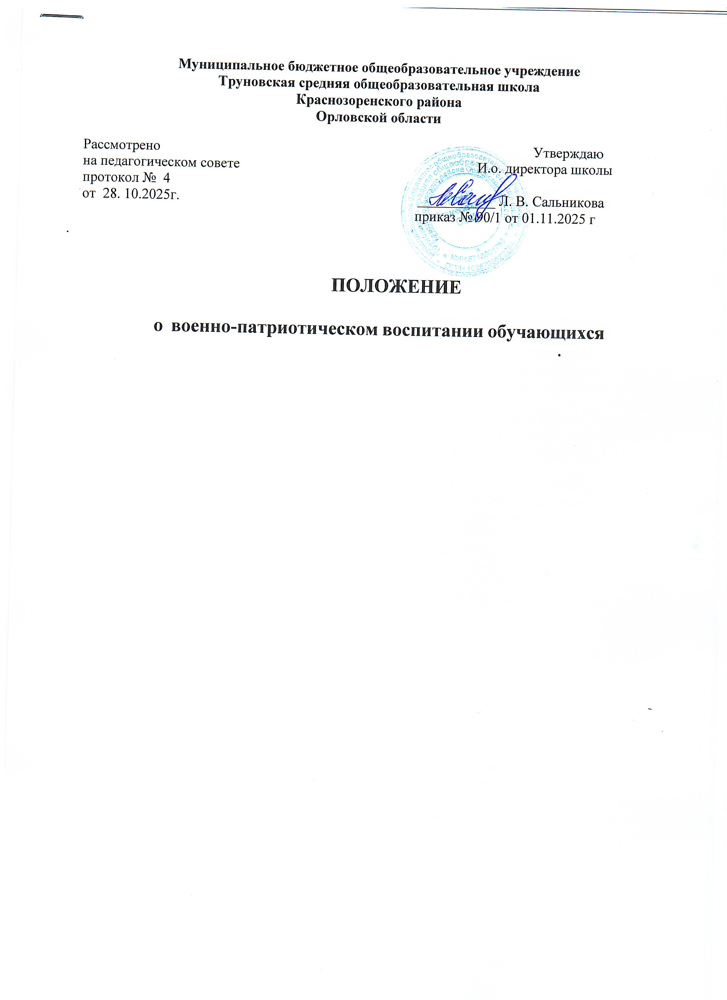 Муниципальное бюджетное общеобразовательное учреждение
Труновская средняя общеобразовательная школа
Краснозоренского района
Орловской области
Рассмотрено
на педагогическом совете
протокол №  4
от  28. 10.2025г.
Утверждаю
И.о. директора школы
____________ Л. В. Сальникова
приказ № 90/1 от 01.11.2025 г
ПОЛОЖЕНИЕ
о  военно-патриотическом воспитании обучающихся